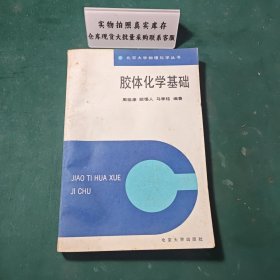 实物拍照真实库存
仓库现货大批量采购联系客服
北京大学物理化学丛书
胶体化学基础
周祖康 顾惕人 马季铭 编著
JIAO TI HUA XUE
JI CHU
北京大学出版社